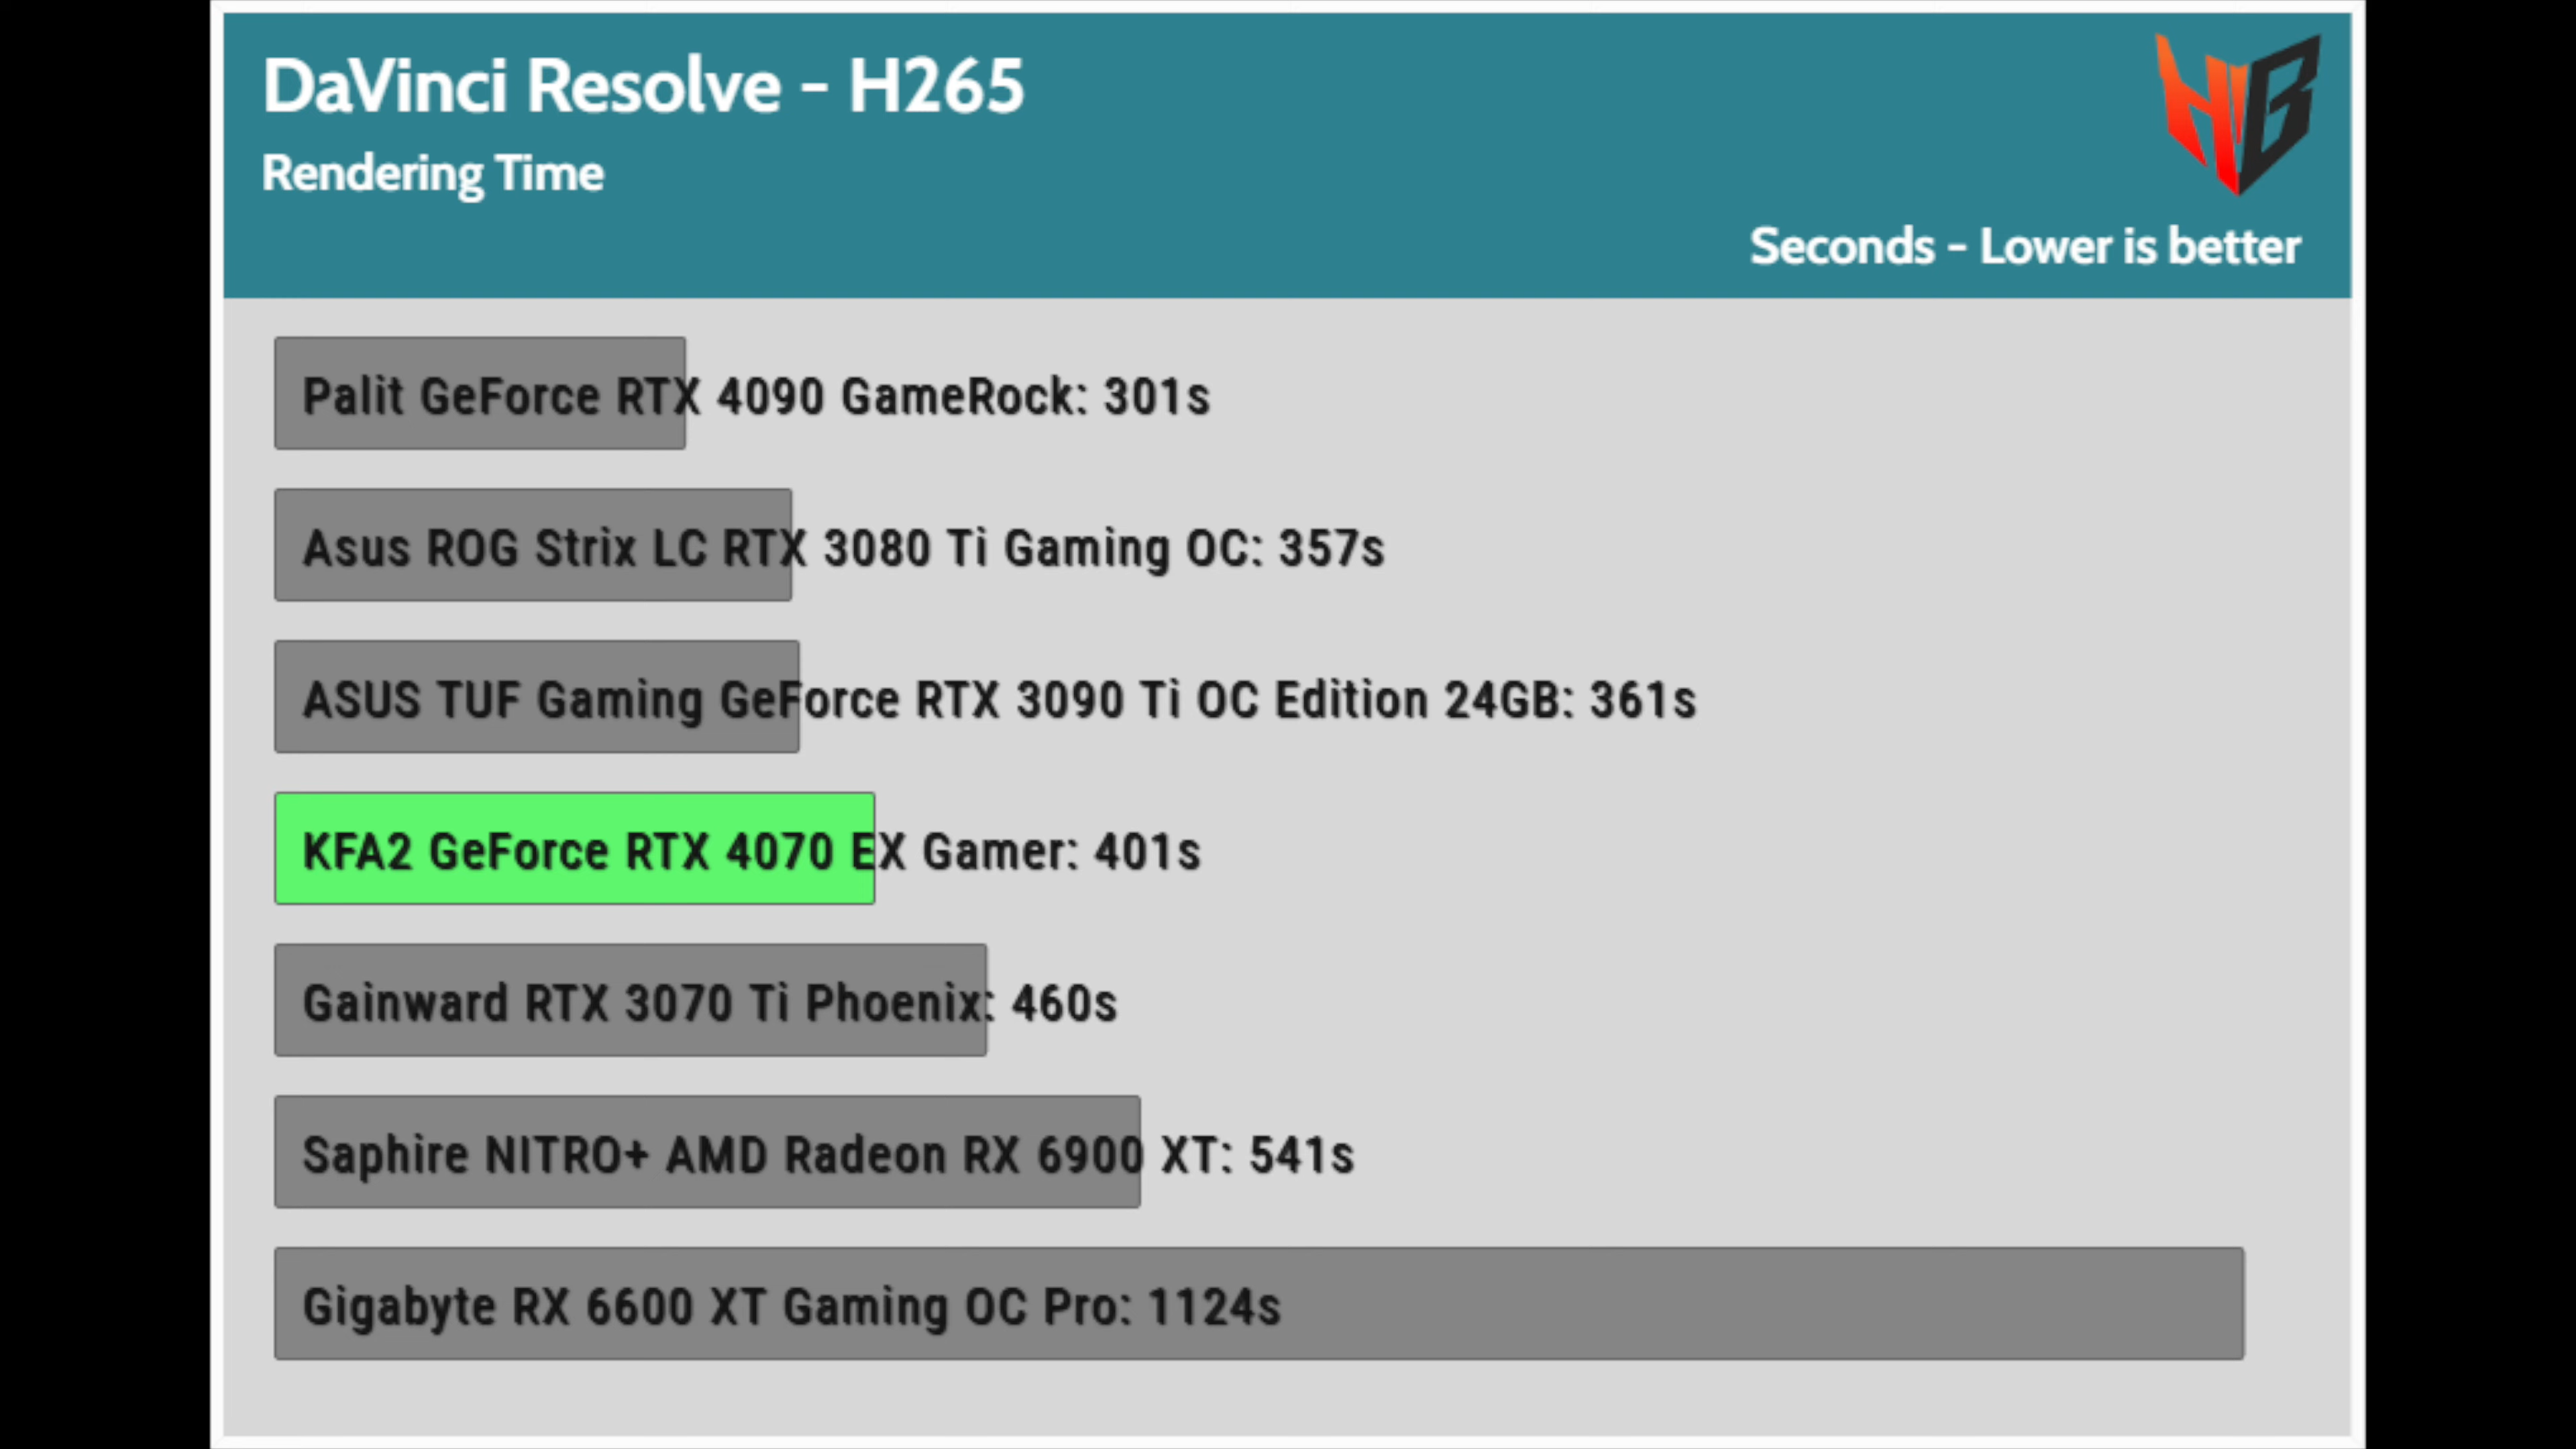 DaVinci Resolve - H265
Rendering Time
HB
Seconds - Lower is better
Palit GeForce RTX 4090 GameRock: 301s
Asus ROG Strix LC RTX 3080 Ti Gaming OC: 357s
ASUS TUF Gaming GeForce RTX 3090 Ti OC Edition 24GB: 361s
KFA2 GeForce RTX 4070 EX Gamer: 401s
Gainward RTX 3070 Ti Phoenix: 460s
Saphire NITRO+ AMD Radeon RX 6900 XT: 541s
Gigabyte RX 6600 XT Gaming OC Pro: 1124s